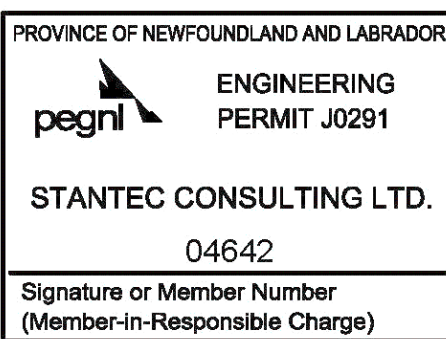 PROVINCE OF NEWFOUNDLAND AND LABRADOR
pegnl
ENGINEERING
PERMIT J0291
STANTEC CONSULTING LTD.
04642
Signature or Member Number
(Member-in-Responsible Charge)